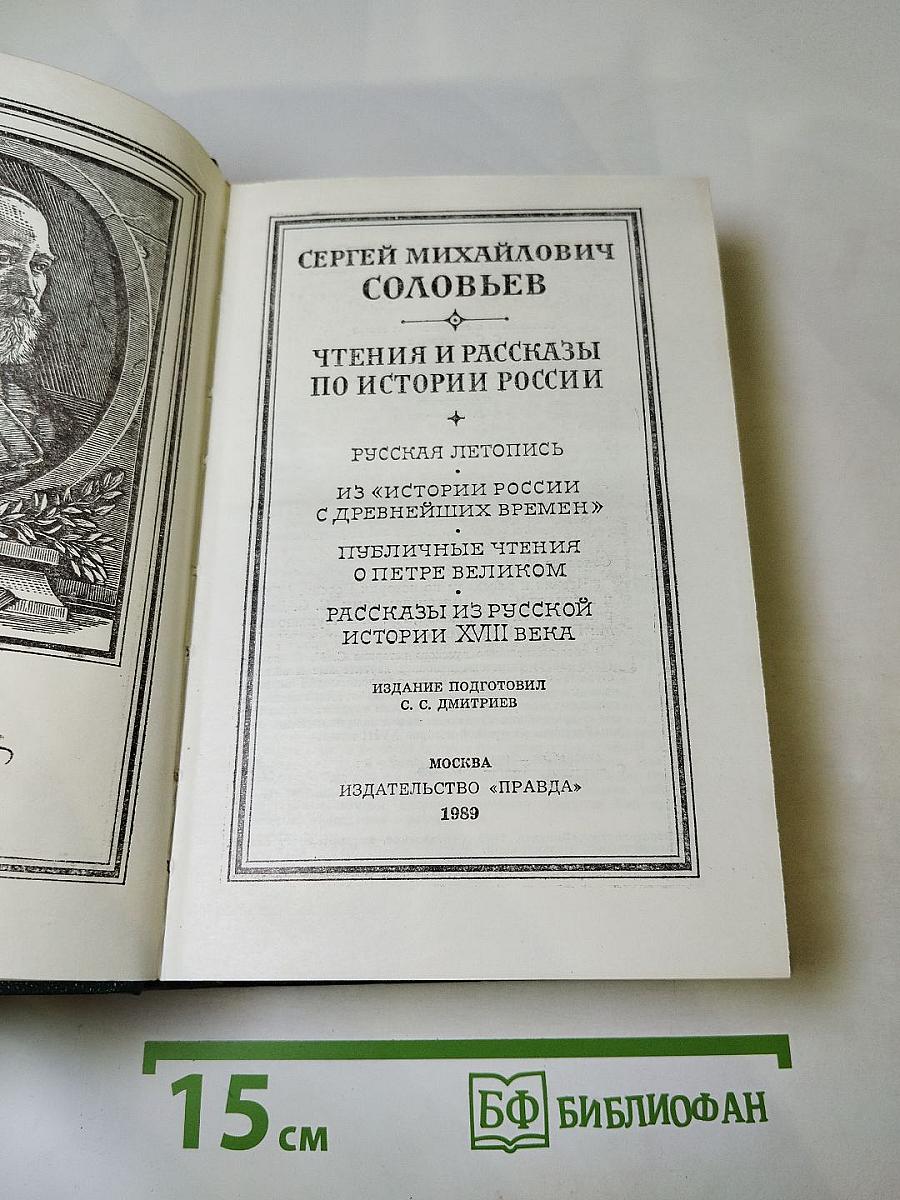 СЕРГЕЙ МИХАЙЛОВИЧ
СОЛОВЬЕВ
ЧТЕНИЯ И РАССКАЗЫ
ПО ИСТОРИИ РОССИИ
РУССКАЯ ЛЕТОПИСЬ
ИЗ «ИСТОРИИ РОССИИ
С ДРЕВНЕЙШИХ ВРЕМЕН»
ПУБЛИЧНЫЕ ЧТЕНИЯ
О ПЕТРЕ ВЕЛИКОМ
РАССКАЗЫ ИЗ РУССКОЙ
ИСТОРИИ XVIII ВЕКА
ИЗДАНИЕ ПОДГОТОВИЛ
С. С. ДМИТРИЕВ
МОСКВА
ИЗДАТЕЛЬСТВО «ПРАВДА»
1989
15 см
БФ БИБЛИОФАН